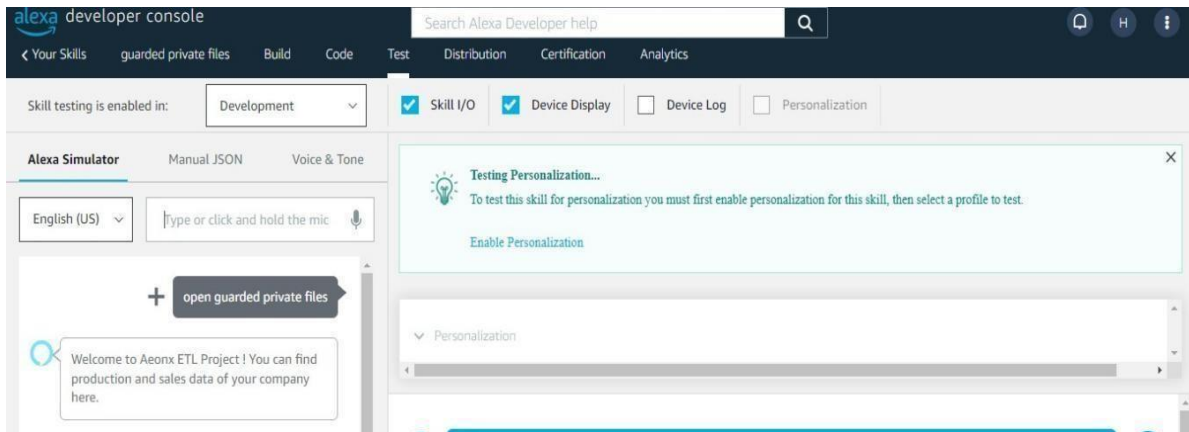 alexa developer console
Search Alexa Developer help
H
Your Skills guarded private files Build Code Test Distribution Certification Analytics
Skill testing is enabled in: Development Skill I/O Device Display Device Log Personalization
Alexa Simulator Manual JSON Voice & Tone
English (US) Type or click and hold the mic
Testing Personalization...
To test this skill for personalization you must first enable personalization for this skill, then select a profile to test.
Enable Personalization
open guarded private files
Personalization
Welcome to Aeonx ETL Project ! You can find
production and sales data of your company
here.